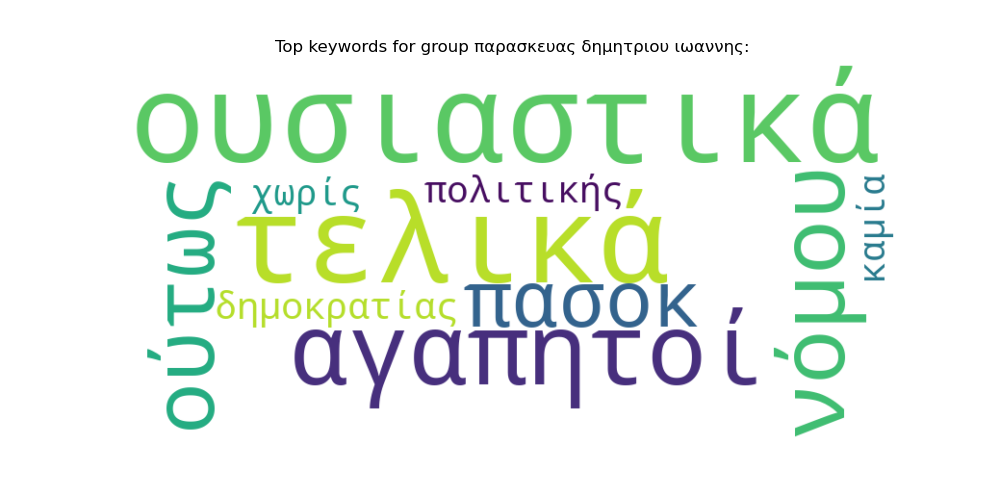 Top keywords for group παρασκευας δημητριου ιωαννης:
ουσιαστικά
ούτως
χωρίς
πολιτικής
νόμου
καμία
τελικά
δημοκρατίας
πασοκ
αγαπητοί